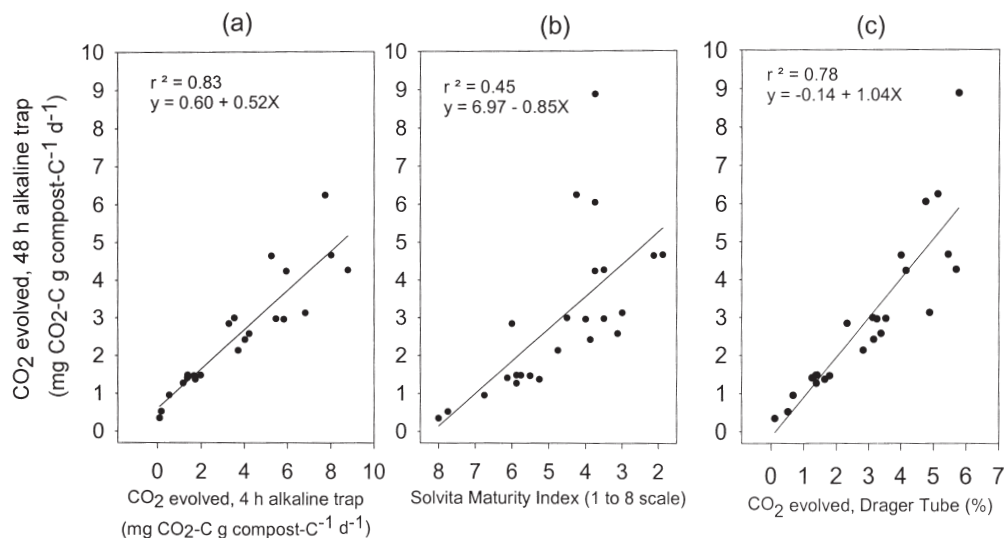 (a)
(b)
(c)
CO2 evolved, 48 h alkaline trap
(mg CO2-C g compost-C-1 d-1)
10
9
8
7
6
5
4
3
2
1
0
r ² = 0.83
y = 0.60 + 0.52X
0 2 4 6 8 10
CO2 evolved, 4 h alkaline trap
(mg CO2-C g compost-C-1 d-1)
10
9
8
7
6
5
4
3
2
1
0
r ² = 0.45
y = 6.97 - 0.85X
8 7 6 5 4 3 2
Solvita Maturity Index (1 to 8 scale)
10
9
8
7
6
5
4
3
2
1
0
r ² = 0.78
y = -0.14 + 1.04X
0 1 2 3 4 5 6 7
CO2 evolved, Drager Tube (%)